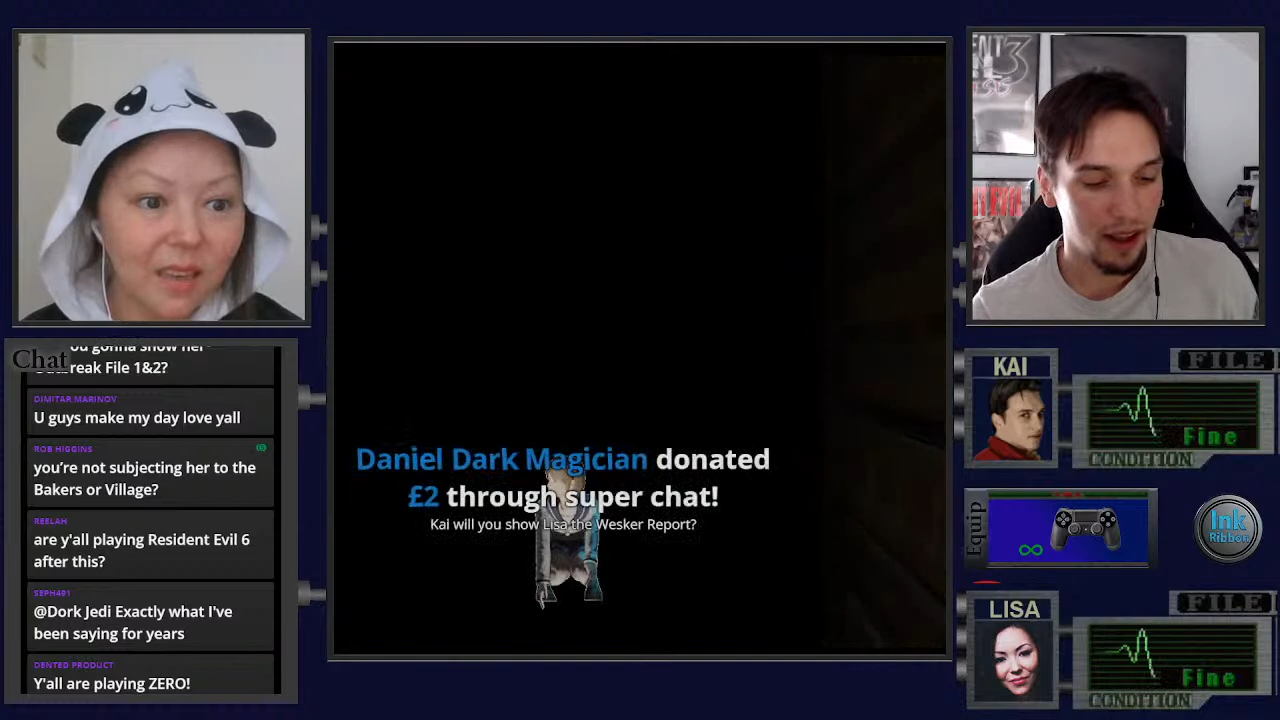 Chat
reak File 1&2?
DIMITAR MARINOV
U guys make my day love yall
ROB HIGGINS
you're not subjecting her to the
Bakers or Village?
REELAH
are y'all playing Resident Evil 6
after this?
SEPH491
@Dork Jedi Exactly what I've
been saying for years
DENTED PRODUCT
Y'all are playing ZERO!
Daniel Dark Magician donated
£2 through super chat!
Kai will you show Lisa the Wesker Report?
KAI
FILE
Fine
CONDITION
Equip
Ink
Ribbon
LISA
FILE
Fine
CONDITION